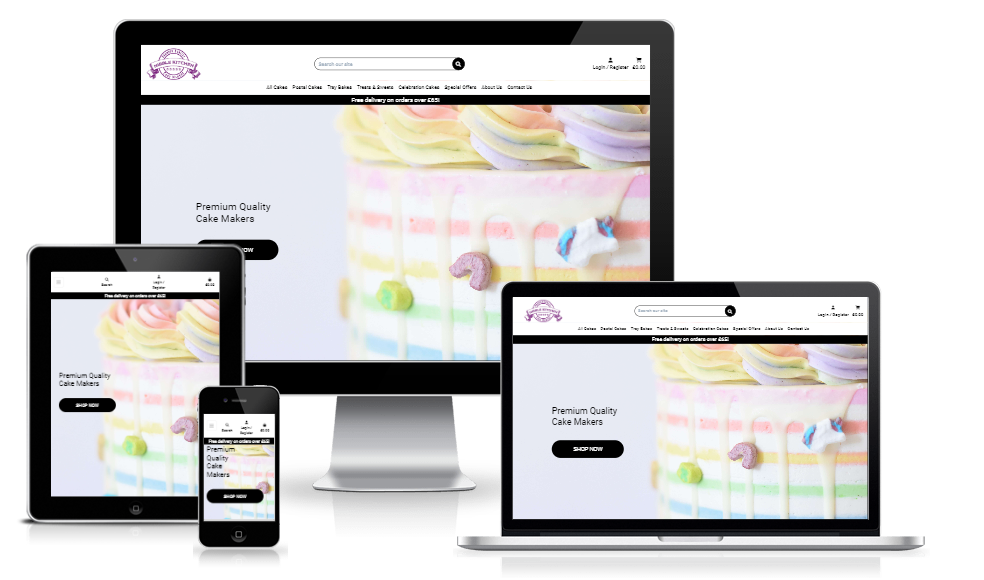 NIBBLE KITCHEN
Search our site
Login / Register £0.00
All Cakes Postal Cakes Tray Bakes Treats & Sweets Celebration Cakes Special Offers About Us Contact Us
Free delivery on orders over £65!
Premium Quality
Cake Makers
OW
Search
Login /
Register
£0.00
Free delivery on orders over £65!
Premium Quality
Cake Makers
SHOP NOW
Search
Login /
Register
£0.00
Free delivery on orders over £65!
Premium
Quality
Cake
Makers
SHOP NOW
Search our site
Login / Register £0.00
All Cakes Postal Cakes Tray Bakes Treats & Sweets Celebration Cakes Special Offers About Us Contact Us
Free delivery on orders over £65!
Premium Quality
Cake Makers
SHOP NOW